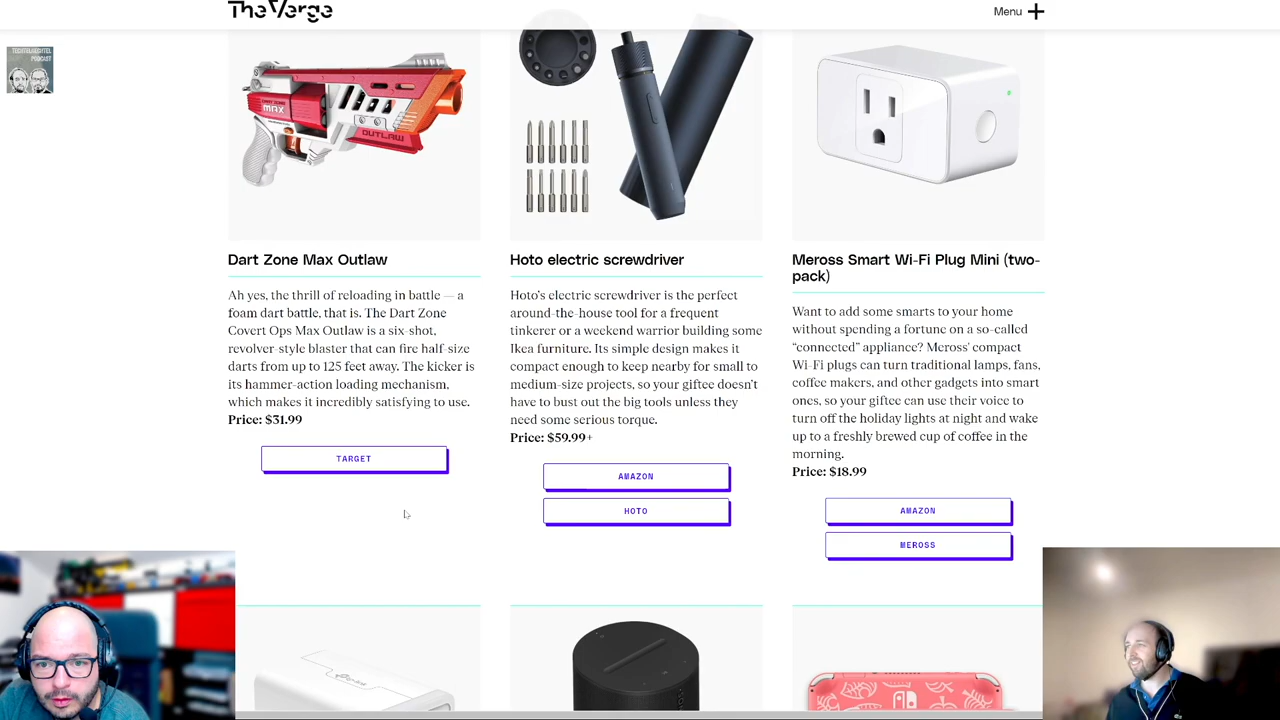 The Verge
Menu
TECHTELMECHTEL
PODCAST
MAX
OUTLAW
Dart Zone Max Outlaw
Ah yes, the thrill of reloading in battle — a
foam dart battle, that is. The Dart Zone
Covert Ops Max Outlaw is a six-shot,
revolver-style blaster that can fire half-size
darts from up to 125 feet away. The kicker is
its hammer-action loading mechanism,
which makes it incredibly satisfying to use.
Price: $31.99
TARGET
Hoto electric screwdriver
Hoto’s electric screwdriver is the perfect
around-the-house tool for a frequent
tinkerer or a weekend warrior building some
Ikea furniture. Its simple design makes it
compact enough to keep nearby for small to
medium-size projects, so your giftee doesn’t
have to bust out the big tools unless they
need some serious torque.
Price: $59.99+
AMAZON
HOTO
Meross Smart Wi-Fi Plug Mini (two-
pack)
Want to add some smarts to your home
without spending a fortune on a so-called
“connected” appliance? Meross’ compact
Wi-Fi plugs can turn traditional lamps, fans,
coffee makers, and other gadgets into smart
ones, so your giftee can use their voice to
turn off the holiday lights at night and wake
up to a freshly brewed cup of coffee in the
morning.
Price: $18.99
AMAZON
MEROSS
tp-link